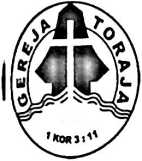 GEREJA TORAJA
1 KOR 3 : 11